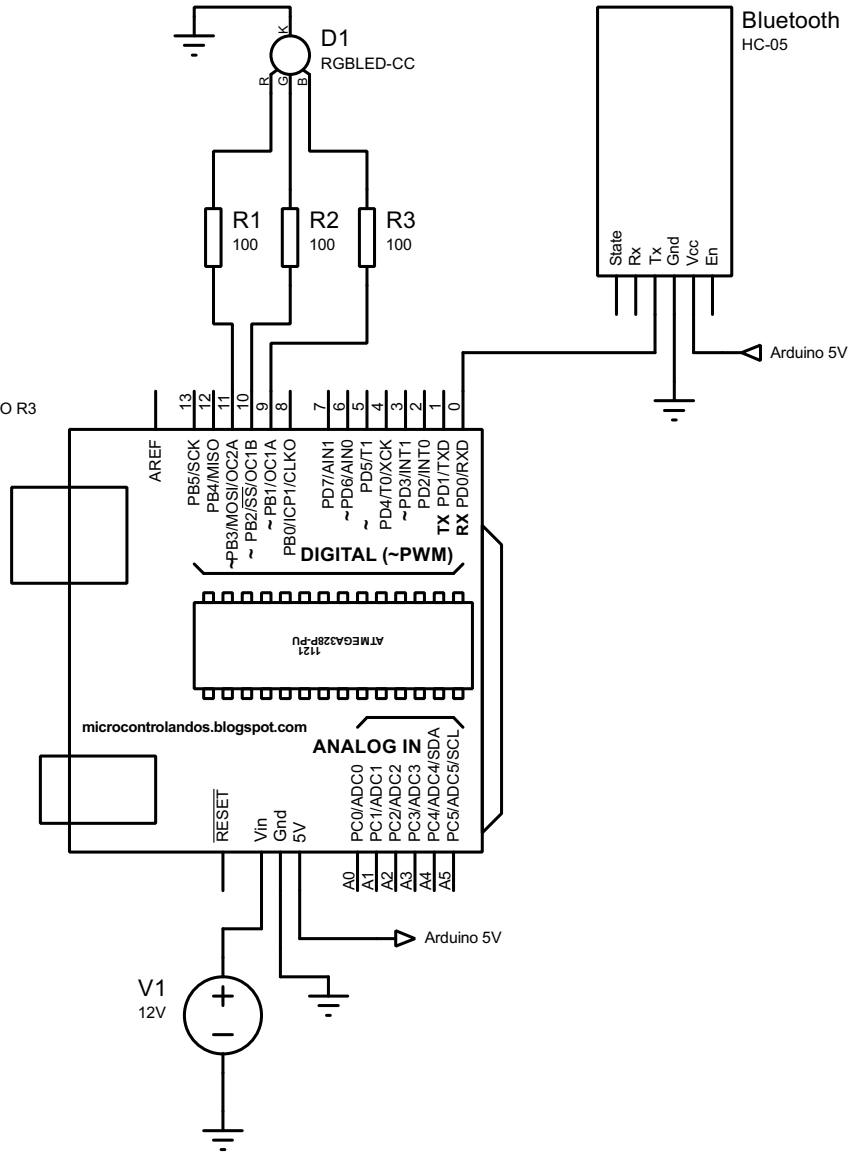 K
D1
RGBLED-CC
R
G
B
R1
100
R2
100
R3
100
Bluetooth
HC-05
State
Rx
Tx
Gnd
Vcc
En
Arduino 5V
O R3
AREF
13
12
11
10
9
8
7
6
5
4
3
2
1
0
PB5/SCK
PB4/MISO
~PB3/MOSI/OC2A
~ PB2/SS/OC1B
~ PB1/OC1A
PB0/ICP1/CLKO
PD7/AIN1
~ PD6/AIN0
~ PD5/T1
PD4/T0/XCK
~ PD3/INT1
PD2/INT0
TX PD1/TXD
RX PD0/RXD
DIGITAL (~PWM)
ATMEGA328P-PU
1121
microcontrolandos.blogspot.com
ANALOG IN
RESET
Vin
Gnd
5V
PC0/ADC0
PC1/ADC1
PC2/ADC2
PC3/ADC3
PC4/ADC4/SDA
PC5/ADC5/SCL
A0
A1
A2
A3
A4
A5
Arduino 5V
V1
12V